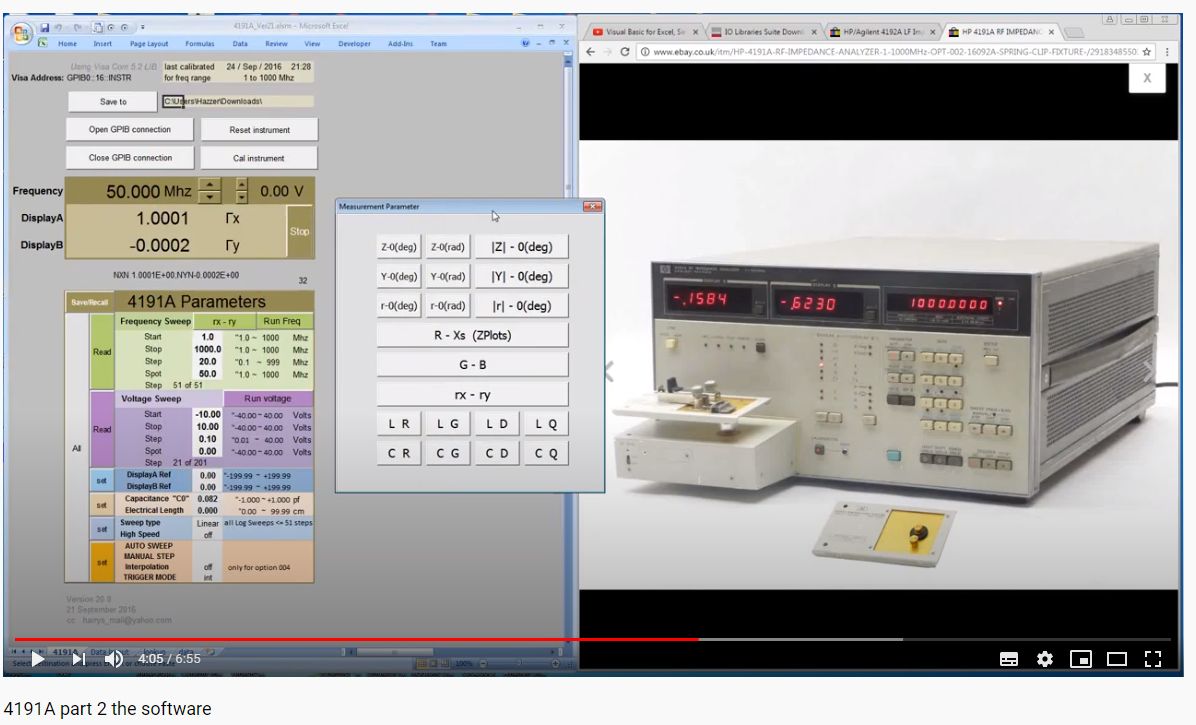 4191A_Ver21.xlsm - Microsoft Excel
Home Insert Page Layout Formulas Data Review View Developer Add-Ins Team
Using Visa Com 5.2 LIB
Visa Address: GPIB0::16::INSTR
last calibrated 24 / Sep / 2016 21:28
for freq range 1 to 1000 Mhz
Save to C:\Users\Hazzer\Downloads\
Open GPIB connection Reset instrument
Close GPIB connection Cal instrument
Frequency 50.000 Mhz 0.00 V
DisplayA 1.0001 Γx
Stop
DisplayB -0.0002 Γy
NXN 1.0001E+00,NYN-0.0002E+00
32
Save/Recall 4191A Parameters
Frequency Sweep rx - ry Run Freq
Start 1.0 "1.0 ~ 1000 Mhz
Read
Stop 1000.0 "1.0 ~ 1000 Mhz
Step 20.0 "0.1 ~ 999 Mhz
Spot 50.0 "1.0 ~ 1000 Mhz
Step 51 of 51
Voltage Sweep Run voltage
Start -10.00 "-40.00 ~ 40.00 Volts
Read
Stop 10.00 "-40.00 ~ 40.00 Volts
Step 0.10 "0.01 ~ 40.00 Volts
All
Spot 0.00 "-40.00 ~ 40.00 Volts
Step 21 of 201
set
DisplayA Ref 0.00 "-199.99 ~ +199.99
DisplayB Ref 0.00 "-199.99 ~ +199.99
set
Capacitance "C0" 0.082 "-1.000 ~ +1.000 pf
Electrical Length 0.000 "0.00 ~ 99.99 cm
set
Sweep type Linear all Log Sweeps <= 51 steps
High Speed off
set
AUTO SWEEP
MANUAL STEP
Interpolation off only for option 004
TRIGGER MODE int
Version 20.8
21 September 2016
cc hairys_mail@yahoo.com
4191A
100%
Measurement Parameter
Z-0(deg) Z-0(rad) |Z| - 0(deg)
Y-0(deg) Y-0(rad) |Y| - 0(deg)
r-0(deg) r-0(rad) |r| - 0(deg)
R - Xs (ZPlots)
G - B
rx - ry
L R L G L D L Q
C R C G C D C Q
Visual Basic for Excel, Sin
IO Libraries Suite Downl
HP/Agilent 4192A LF Im
HP 4191A RF IMPEDANC
www.ebay.co.uk/itm/HP-4191A-RF-IMPEDANCE-ANALYZER-1-1000MHz-OPT-002-16092A-SPRING-CLIP-FIXTURE-/2918348550
X
-.1584 -.6230 1000.0000
4:05 / 6:55
4191A part 2 the software